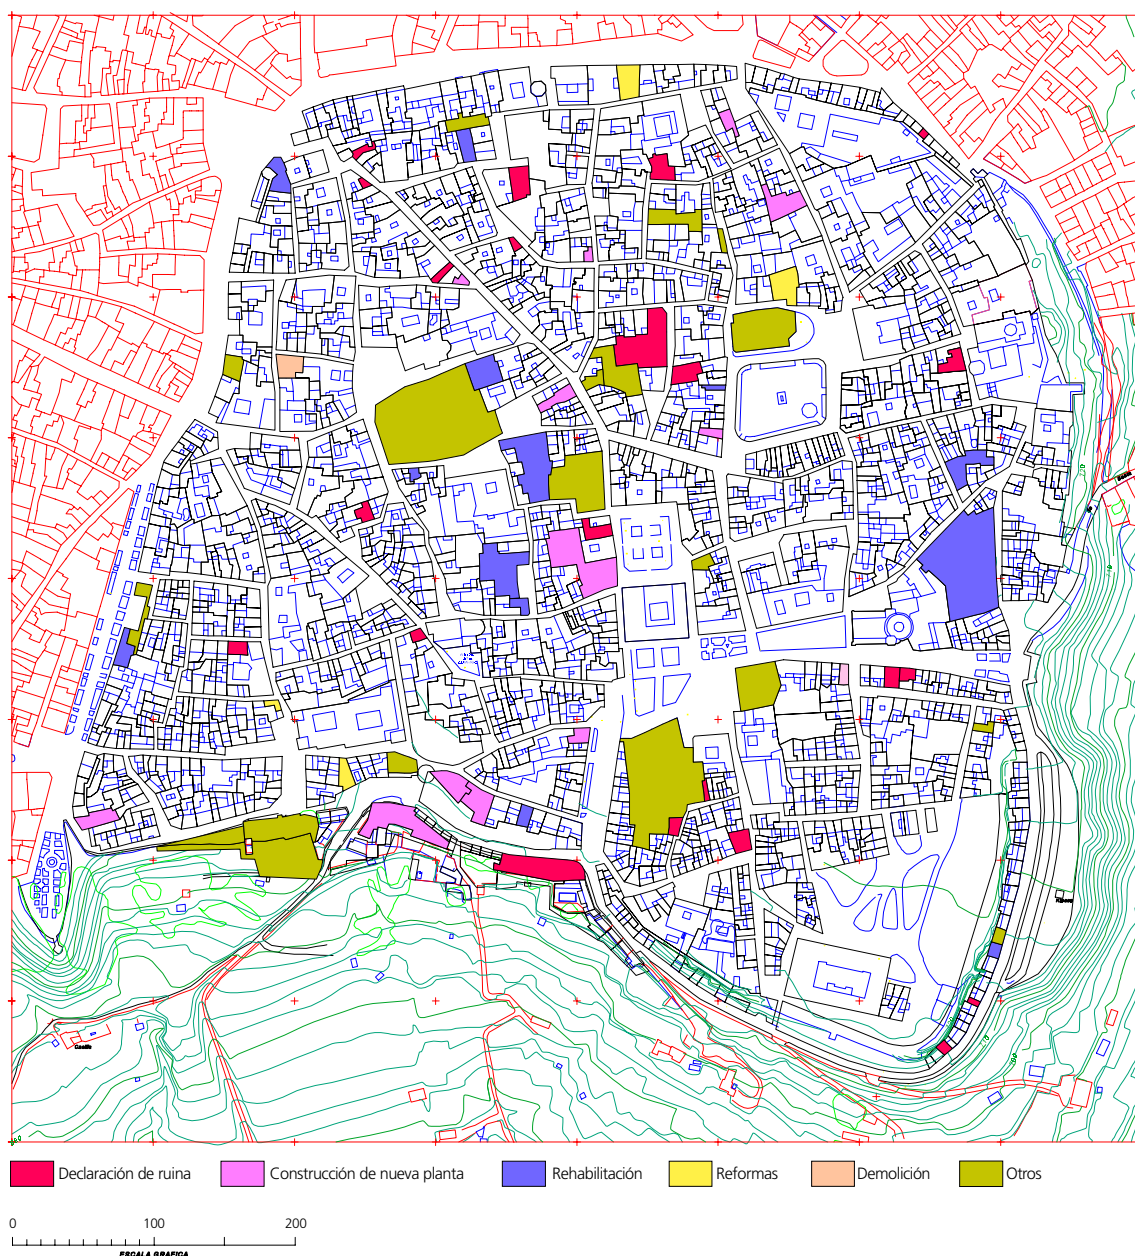 Declaración de ruina
Construcción de nueva planta
Rehabilitación
Reformas
Demolición
Otros
0 100 200
ESCALA GRAFICA